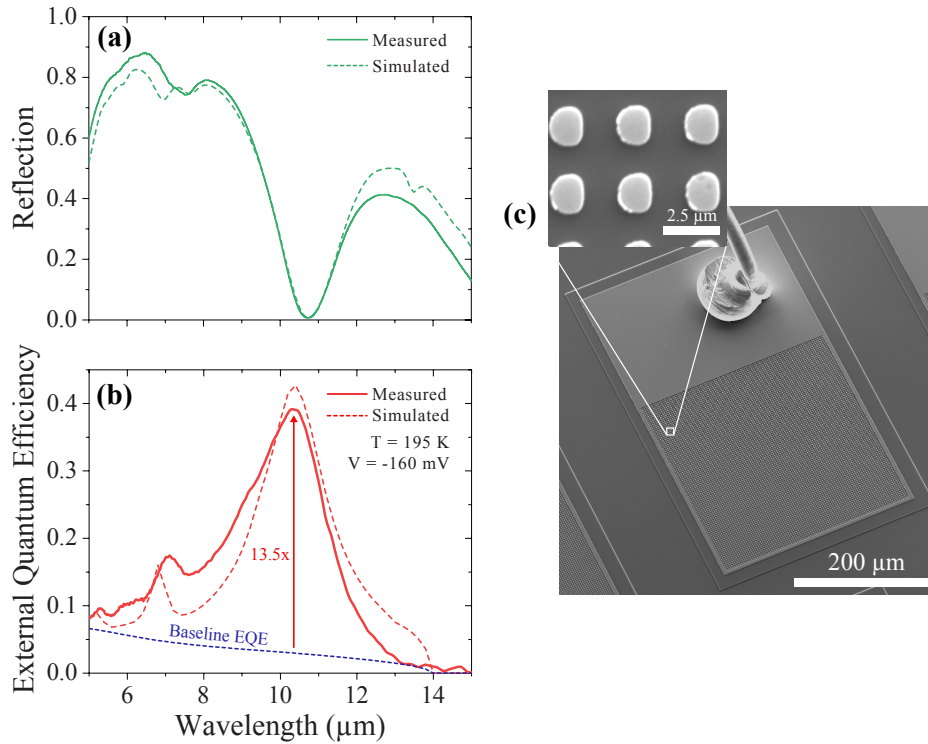 (a)
Measured
Simulated
1.0
0.8
0.6
0.4
0.2
0.0
Reflection
(b)
Measured
Simulated
T = 195 K
V = -160 mV
13.5x
Baseline EQE
0.4
0.3
0.2
0.1
0.0
External Quantum Efficiency
6 8 10 12 14
Wavelength (µm)
(c)
2.5 µm
200 µm